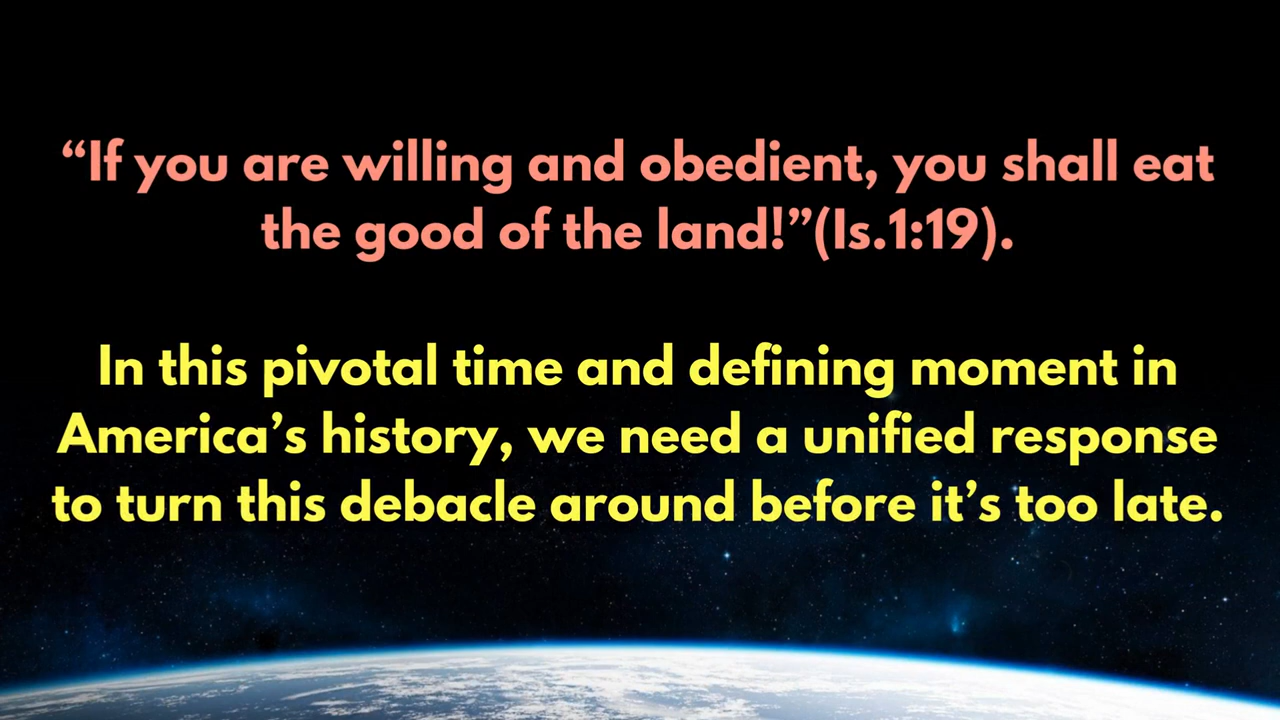 “If you are willing and obedient, you shall eat
the good of the land!”(Is.1:19).
In this pivotal time and defining moment in
America’s history, we need a unified response
to turn this debacle around before it’s too late.